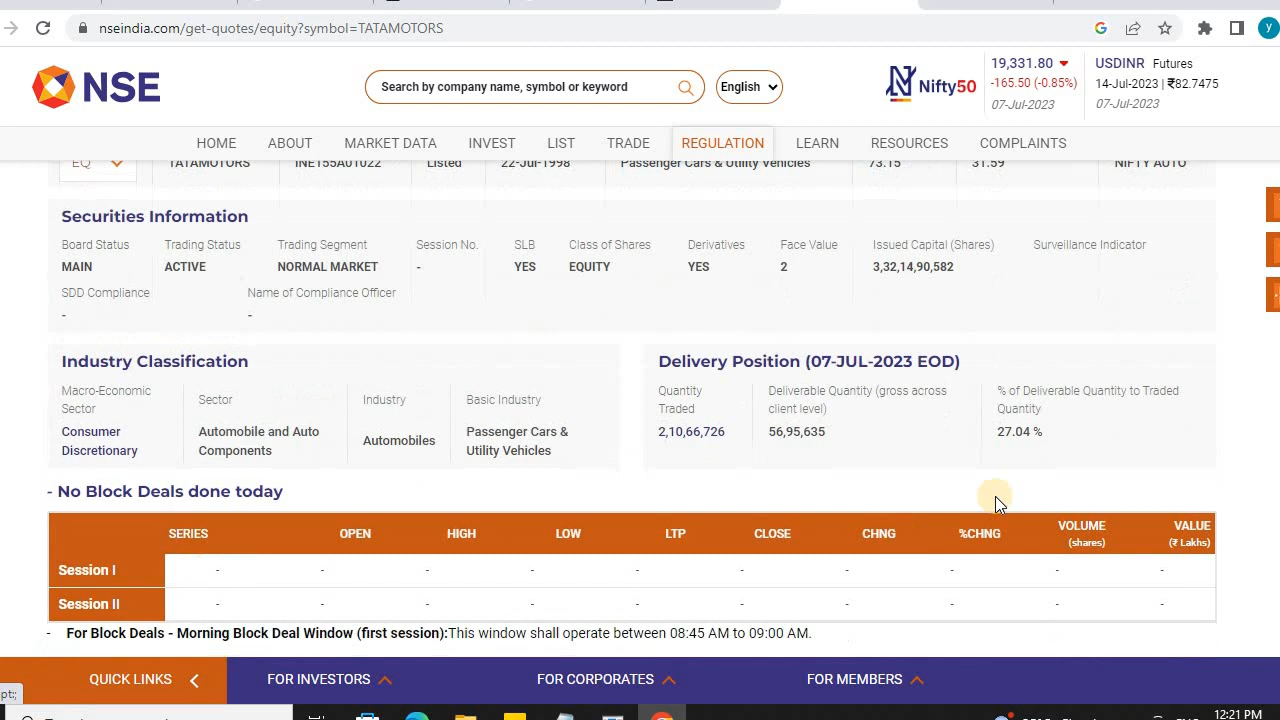 nseindia.com/get-quotes/equity?symbol=TATAMOTORS
NSE
Search by company name, symbol or keyword
English
Nifty50
19,331.80
-165.50 (-0.85%)
07-Jul-2023
USDINR Futures
14-Jul-2023 | ₹82.7475
07-Jul-2023
HOME ABOUT MARKET DATA INVEST LIST TRADE REGULATION LEARN RESOURCES COMPLAINTS
EQ TATAMOTORS INE155A01022 Listed 22-Jul-1998 Passenger Cars & Utility Vehicles 73.15 31.59 NIFTY AUTO
Securities Information
Board Status Trading Status Trading Segment Session No. SLB Class of Shares Derivatives Face Value Issued Capital (Shares) Surveillance Indicator
MAIN ACTIVE NORMAL MARKET - YES EQUITY YES 2 3,32,14,90,582
SDD Compliance Name of Compliance Officer
- -
Industry Classification
Macro-Economic Sector Sector Industry Basic Industry
Consumer Discretionary Automobile and Auto Components Automobiles Passenger Cars & Utility Vehicles
Delivery Position (07-JUL-2023 EOD)
Quantity Traded Deliverable Quantity (gross across client level) % of Deliverable Quantity to Traded Quantity
2,10,66,726 56,95,635 27.04 %
- No Block Deals done today
SERIES OPEN HIGH LOW LTP CLOSE CHNG %CHNG VOLUME (shares) VALUE (₹ Lakhs)
Session I - - - - - - - - - -
Session II - - - - - - - - - -
- For Block Deals - Morning Block Deal Window (first session):This window shall operate between 08:45 AM to 09:00 AM.
QUICK LINKS FOR INVESTORS FOR CORPORATES FOR MEMBERS
pt:;
12:21 PM